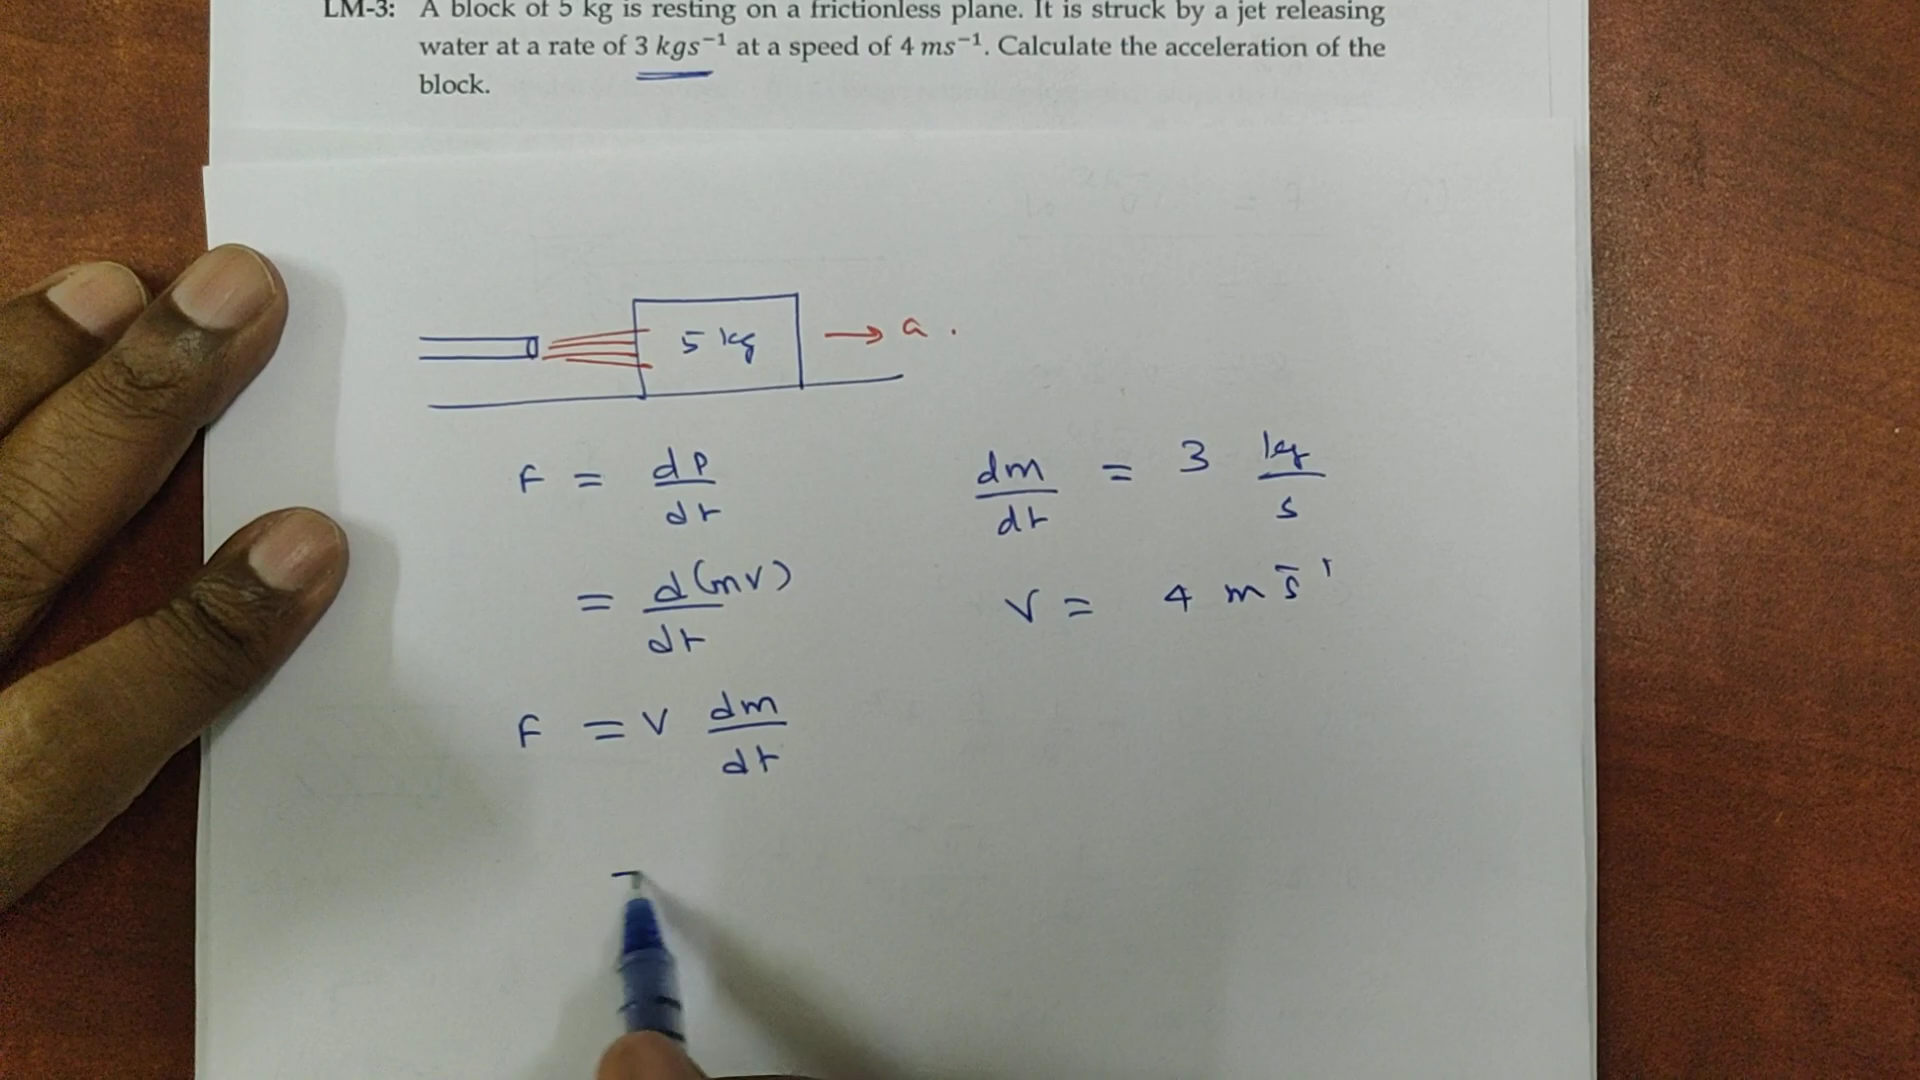 LM-3: A block of 5 kg is resting on a frictionless plane. It is struck by a jet releasing
water at a rate of 3 kgs⁻¹ at a speed of 4 ms⁻¹. Calculate the acceleration of the
block.
5 kg → a .
F = dP/dt
dm/dt = 3 kg/s
= d(mv)/dt
V = 4 m s⁻¹
F = V dm/dt